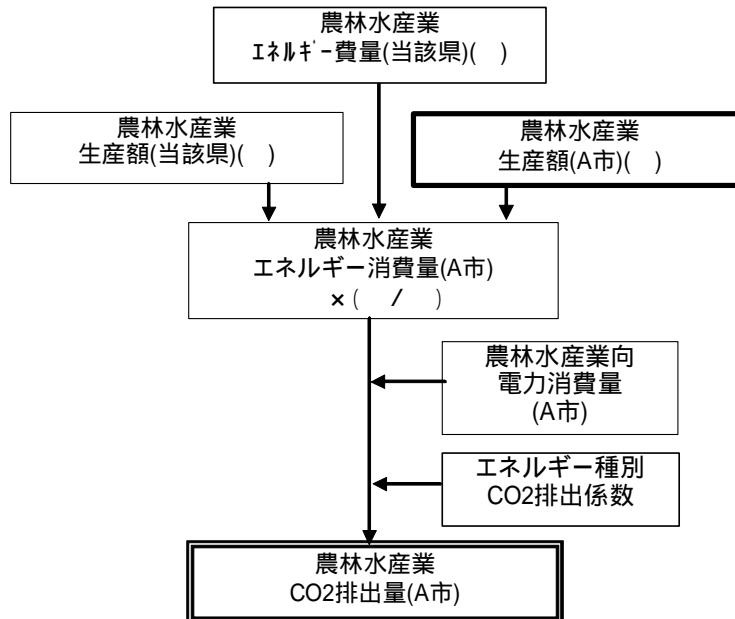 農林水産業
エネルギー費量(当該県)( )
農林水産業
生産額(当該県)( )
農林水産業
生産額(A市)( )
農林水産業
エネルギー消費量(A市)
×( / )
農林水産業向
電力消費量
(A市)
エネルギー種別
CO2排出係数
農林水産業
CO2排出量(A市)